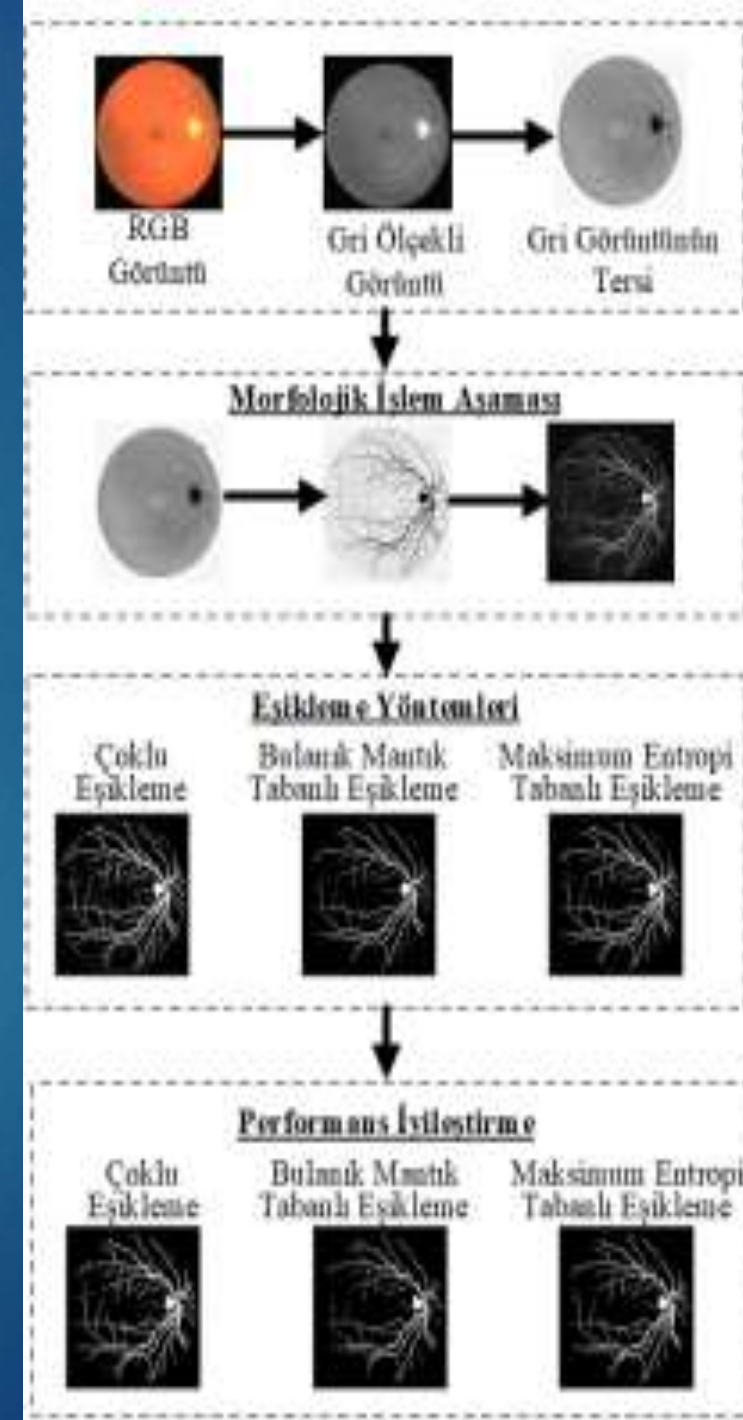 RGB
Görüntü
Gri Ölçekli
Görüntü
Gri Görüntünün
Tersi
Morfolojik İşlem Aşaması
Eşikleme Yöntemleri
Çoklu
Eşikleme
Bulanık Mantık
Tabanlı Eşikleme
Maksimum Entropi
Tabanlı Eşikleme
Performans İyileştirme
Çoklu
Eşikleme
Bulanık Mantık
Tabanlı Eşikleme
Maksimum Entropi
Tabanlı Eşikleme